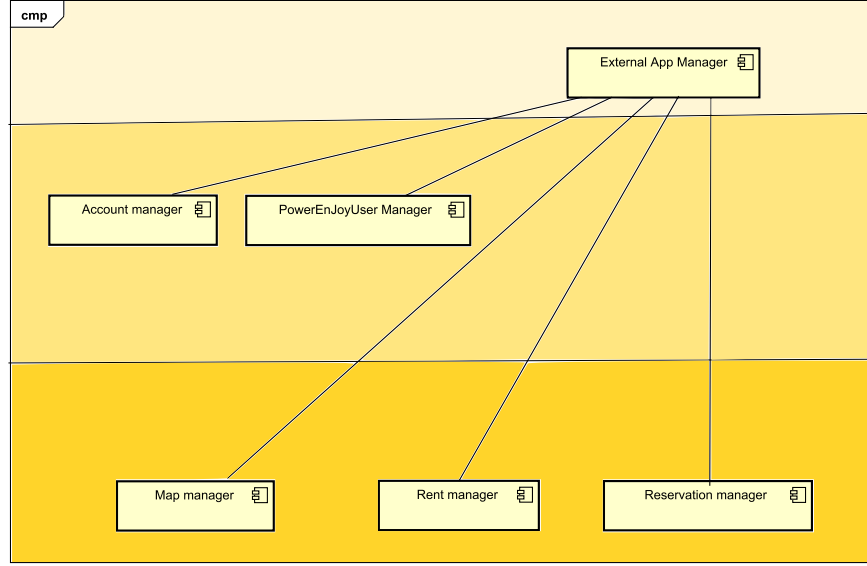 cmp
External App Manager
Account manager
PowerEnJoyUser Manager
Map manager
Rent manager
Reservation manager